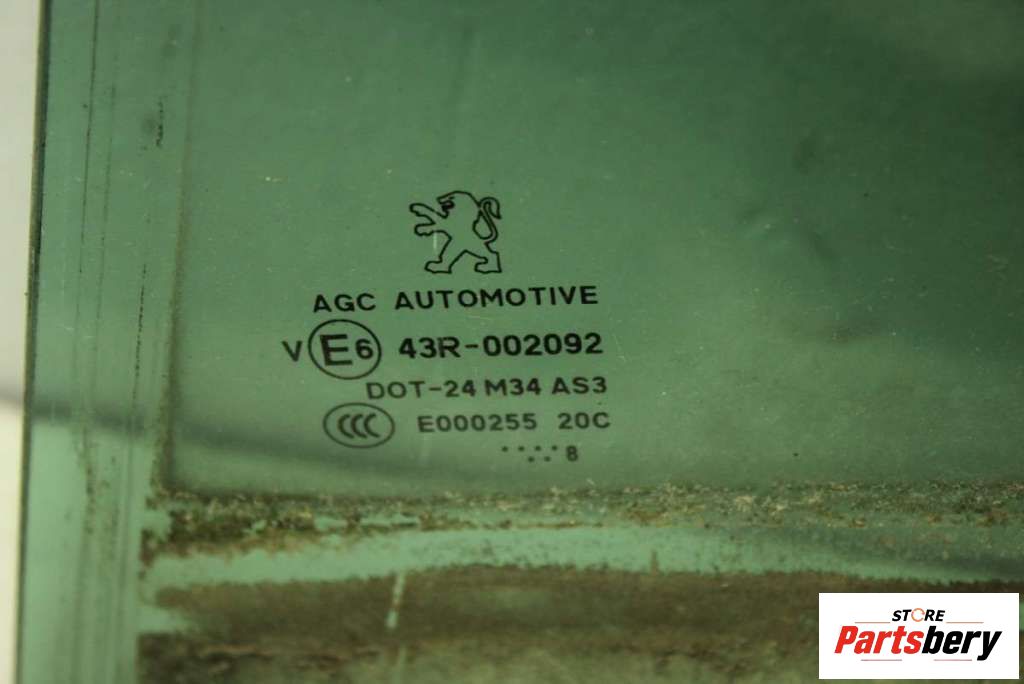 AGC AUTOMOTIVE
V E6 43R-002092
DOT-24 M34 AS3
CCC E000255 20C
....8
STORE
Partsbery